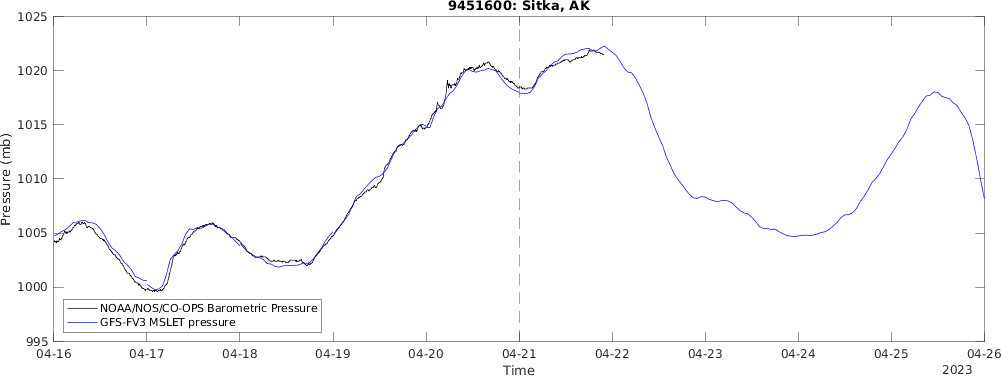 9451600: Sitka, AK
1025
1020
1015
1010
1005
1000
995
Pressure (mb)
NOAA/NOS/CO-OPS Barometric Pressure
GFS-FV3 MSLET pressure
04-16 04-17 04-18 04-19 04-20 04-21 04-22 04-23 04-24 04-25 04-26
Time
2023